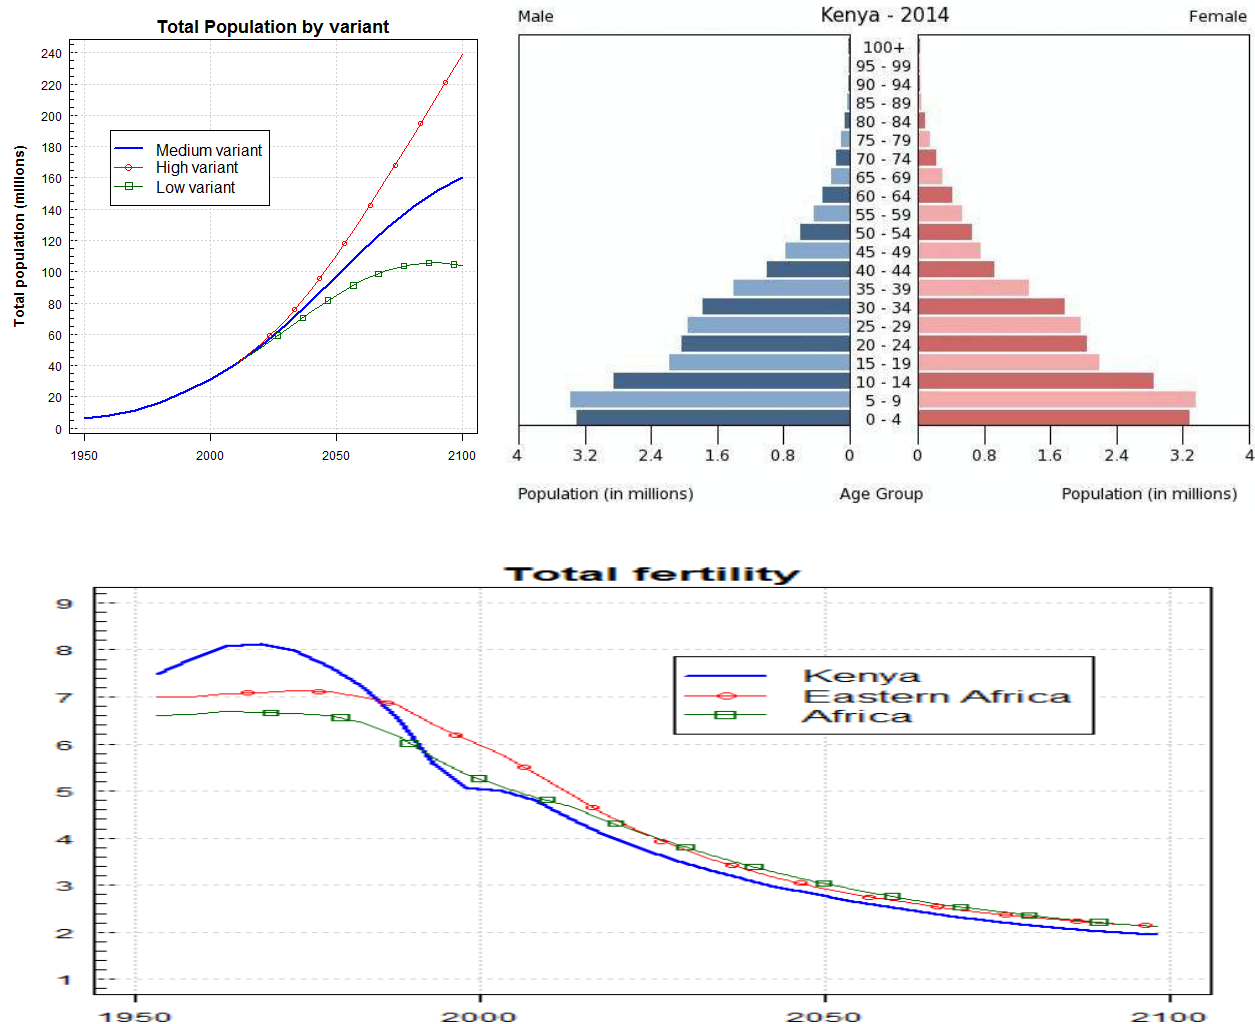 Total Population by variant
240
220
200
180
160
140
120
100
80
60
40
20
0
Total population (millions)
Medium variant
High variant
Low variant
1950 2000 2050 2100
Male Kenya - 2014 Female
100+
95 - 99
90 - 94
85 - 89
80 - 84
75 - 79
70 - 74
65 - 69
60 - 64
55 - 59
50 - 54
45 - 49
40 - 44
35 - 39
30 - 34
25 - 29
20 - 24
15 - 19
10 - 14
5 - 9
0 - 4
4 3.2 2.4 1.6 0.8 0 0 0.8 1.6 2.4 3.2 4
Population (in millions) Age Group Population (in millions)
Total fertility
9
8
7
6
5
4
3
2
1
Kenya
Eastern Africa
Africa
1950 2000 2050 2100